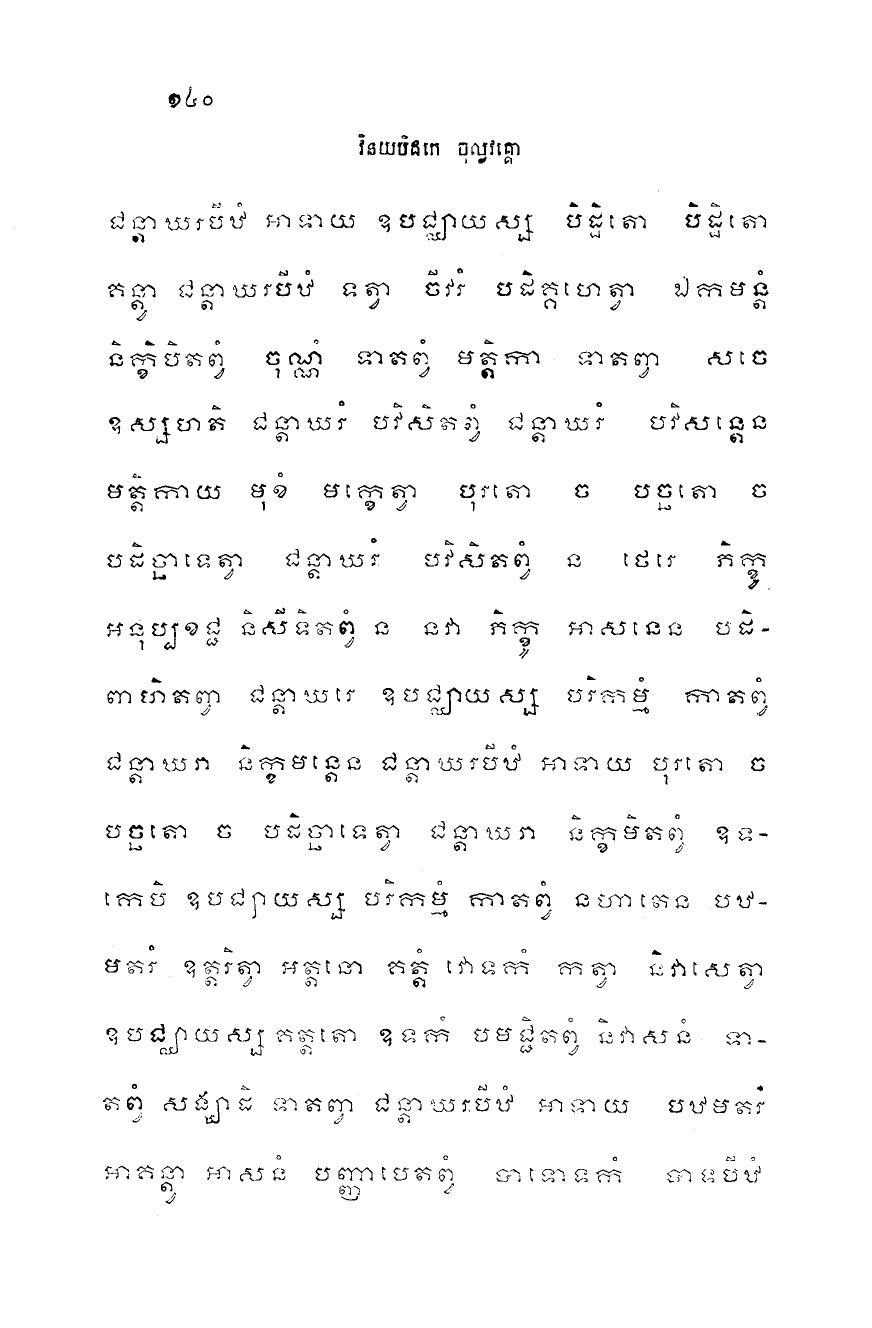 ១៤០
វិនយបិដកេ ចុល្លវគ្គោ
ជន្តាឃរបីឋំ អាទាយ ឧបជ្ឈាយស្ស បិដ្ឋិតោ បិដ្ឋិតោ
គន្ត្វា ជន្តាឃរបីឋំ ទត្វា ចីវរំ បដិគ្គហេត្វា ឯកមន្តំ
និក្ខិបិតព្វំ ចុណ្ណំ ទាតព្វំ មត្តិកា ទាតព្វា សចេ
ឧស្សហតិ ជន្តាឃរំ បវិសិតព្វំ ជន្តាឃរំ បវិសន្តេន
មត្តិកាយ មុខំ មក្ខេត្វា បុរតោ ច បច្ឆតោ ច
បដិច្ឆាទេត្វា ជន្តាឃរំ បវិសិតព្វំ ន ថេរេ ភិក្ខូ
អនុប្បខជ្ជ និសីទិតព្វំ ន នវា ភិក្ខូ អាសនេន បដិ-
ពាហិតព្វា ជន្តាឃរេ ឧបជ្ឈាយស្ស បរិកម្មំ កាតព្វំ
ជន្តាឃរា និក្ខមន្តេន ជន្តាឃរបីឋំ អាទាយ បុរតោ ច
បច្ឆតោ ច បដិច្ឆាទេត្វា ជន្តាឃរា និក្ខមិតព្វំ ឧទ-
កេបិ ឧបជ្ឈាយស្ស បរិកម្មំ កាតព្វំ នហាតេន បឋ-
មតរំ ឧត្តរិត្វា អត្តនោ គត្តំ វោទកំ កត្វា និវាសេត្វា
ឧបជ្ឈាយស្ស គត្តតោ ឧទកំ បមជ្ជិតព្វំ និវាសនំ ទា-
តព្វំ សង្ឃាដិ ទាតព្វា ជន្តាឃរបីឋំ អាទាយ បឋមតរំ
អាគន្ត្វា អាសនំ បញ្ញាបេតព្វំ បាទោទកំ បាទបីឋំ